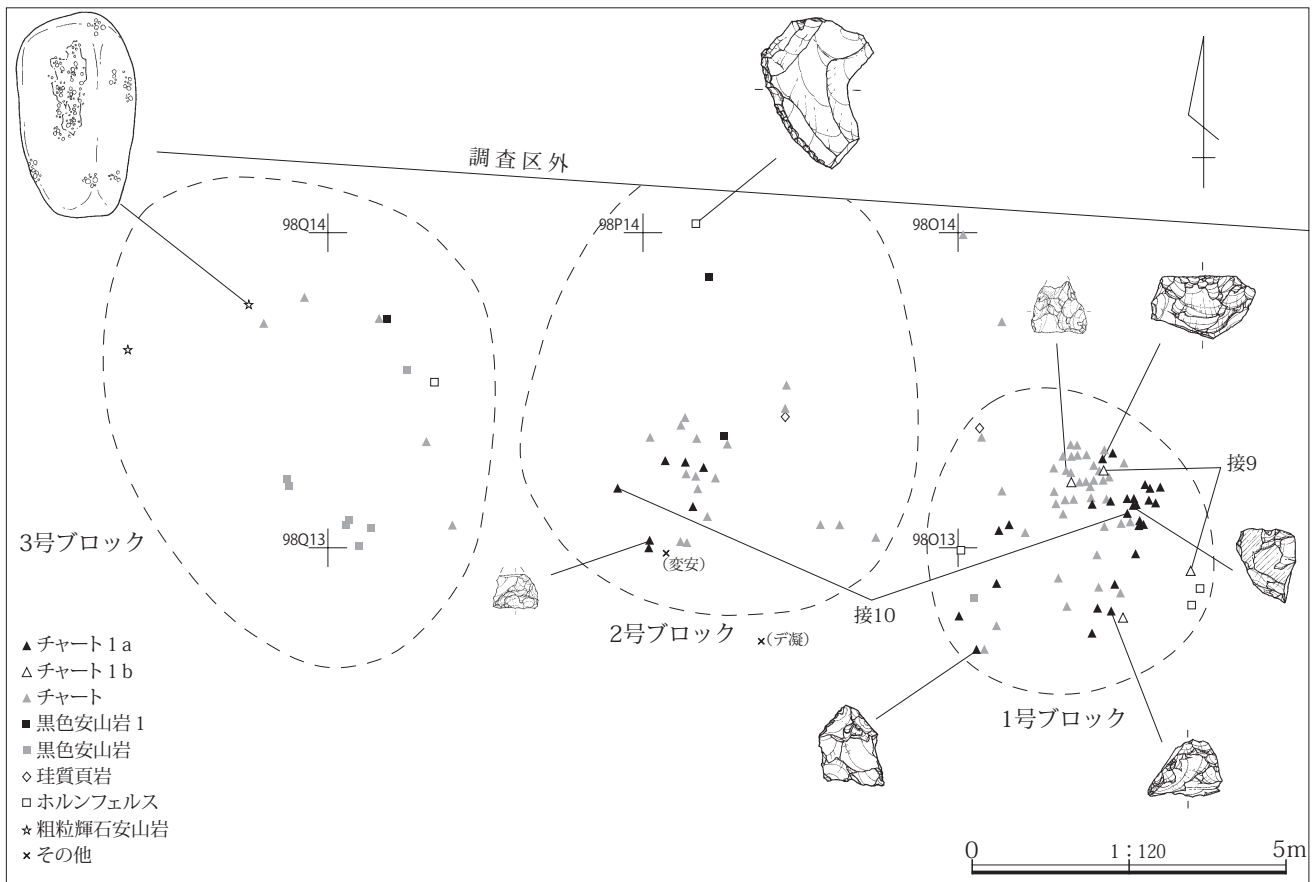 調査区外
98Q14
98P14
98O14
接9
3号ブロック
98Q13
98O13
(変安)
接10
2号ブロック
×(デ凝)
1号ブロック
▲ チャート1a
△ チャート1b
▲ チャート
■ 黒色安山岩1
■ 黒色安山岩
◇ 珪質頁岩
□ ホルンフェルス
☆ 粗粒輝石安山岩
× その他
0 1:120 5m